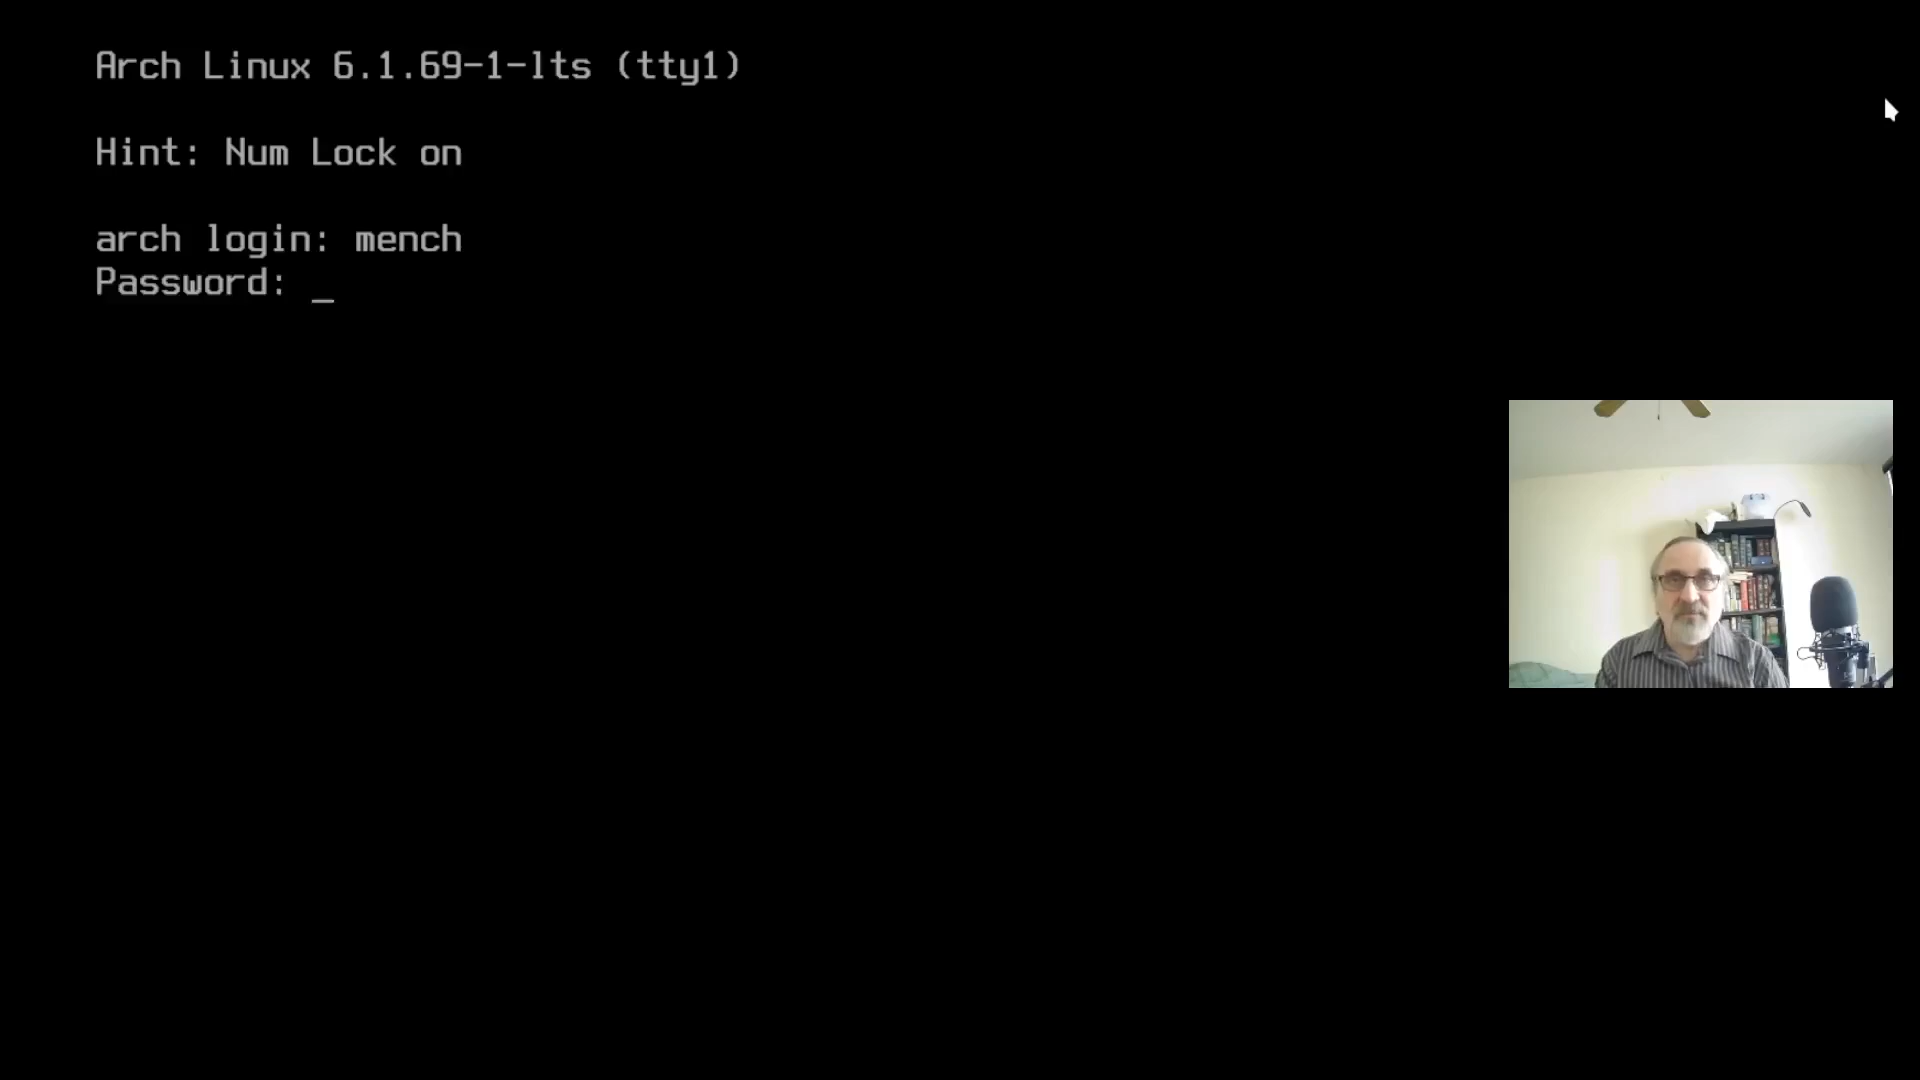 Arch Linux 6.1.69-1-lts (tty1)
Hint: Num Lock on
arch login: mench
Password: _